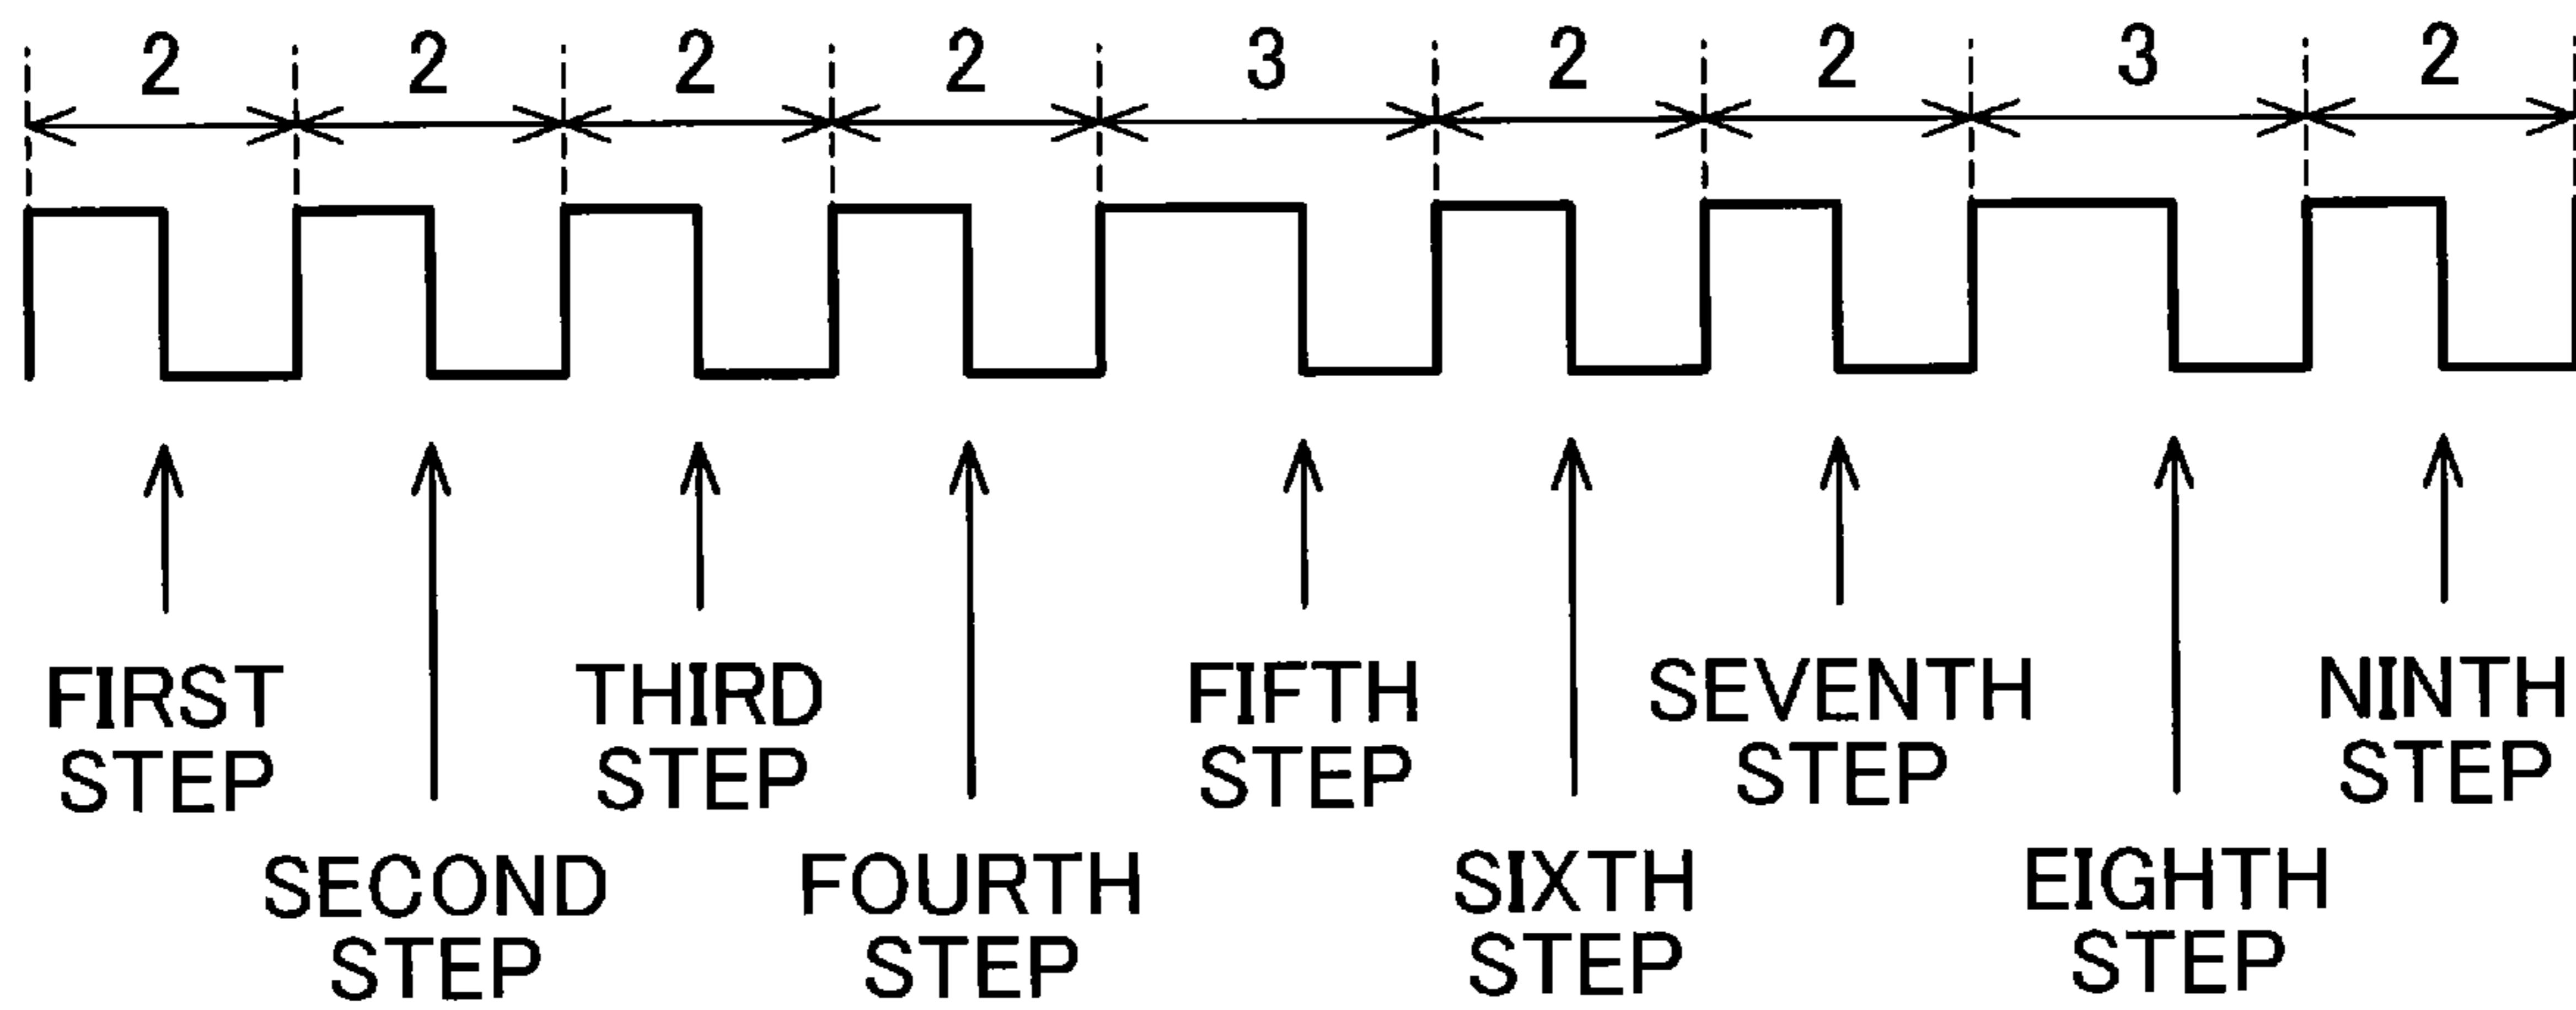 2 2 2 2 3 2 2 3 2
FIRST
STEP
SECOND
STEP
THIRD
STEP
FOURTH
STEP
FIFTH
STEP
SIXTH
STEP
SEVENTH
STEP
EIGHTH
STEP
NINTH
STEP